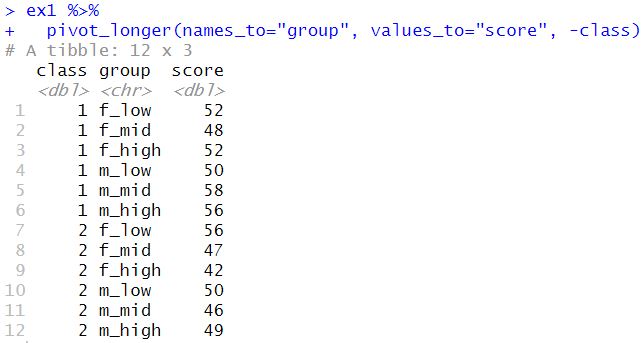 > ex1 %>%
+   pivot_longer(names_to="group", values_to="score", -class)
# A tibble: 12 x 3
   class group  score
   <dbl> <chr>  <dbl>
 1     1 f_low     52
 2     1 f_mid     48
 3     1 f_high    52
 4     1 m_low     50
 5     1 m_mid     58
 6     1 m_high    56
 7     2 f_low     56
 8     2 f_mid     47
 9     2 f_high    42
10     2 m_low     50
11     2 m_mid     46
12     2 m_high    49